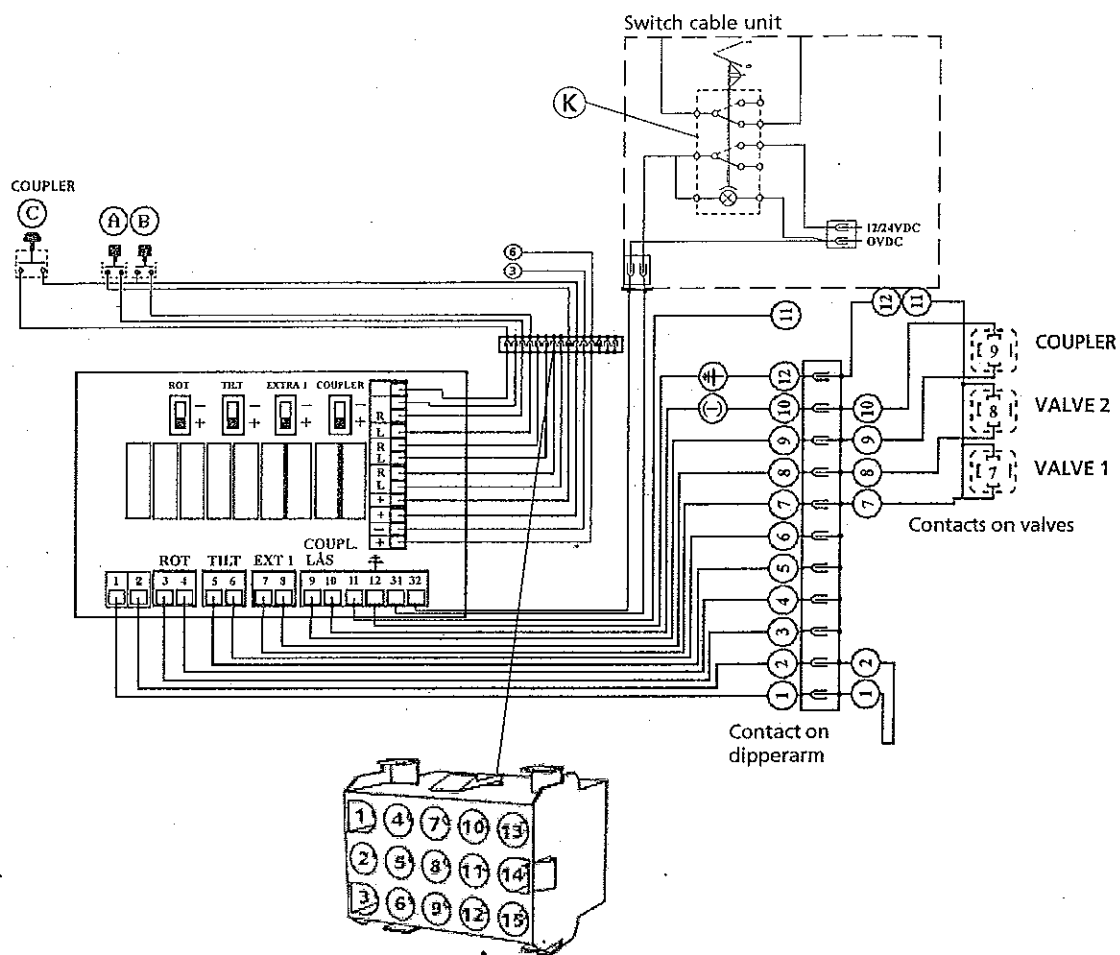 Switch cable unit
K
COUPLER
C A B
12/24VDC
0VDC
6
3
12 11
11
COUPLER
9
ROT TILT EXTRA 1 COUPLER
− − − −
+ + + +
12
10 10
VALVE 2
8
R
L
R
L
R
L
+
+
−
+
9 9
8 8
VALVE 1
7
7 7
Contacts on valves
6
COUPL.
ROT TILT EXT 1 LÅS
5
1 2 3 4 5 6 7 8 9 10 11 12 31 32
4
3
2 2
1 1
Contact on
dipperarm
1 4 7 10 13
2 5 8 11 14
3 6 9 12 15